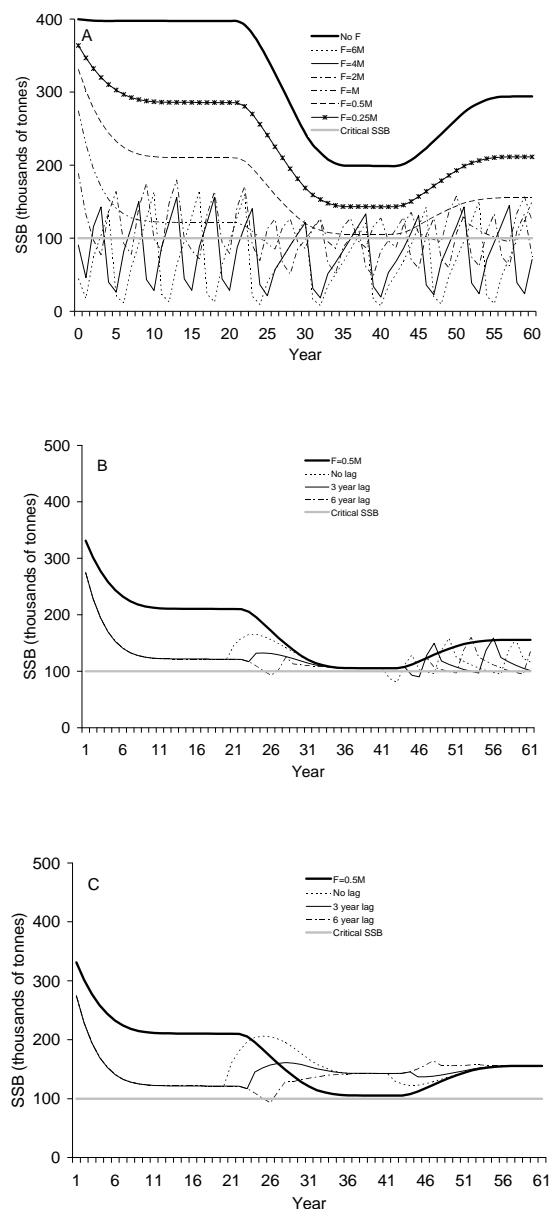 A
No F
F=6M
F=4M
F=2M
F=M
F=0.5M
F=0.25M
Critical SSB
SSB (thousands of tonnes)
400
300
200
100
0
0 5 10 15 20 25 30 35 40 45 50 55 60
Year
B
F=0.5M
No lag
3 year lag
6 year lag
Critical SSB
SSB (thousands of tonnes)
500
400
300
200
100
0
1 6 11 16 21 26 31 36 41 46 51 56 61
Year
C
F=0.5M
No lag
3 year lag
6 year lag
Critical SSB
SSB (thousands of tonnes)
500
400
300
200
100
0
1 6 11 16 21 26 31 36 41 46 51 56 61
Year